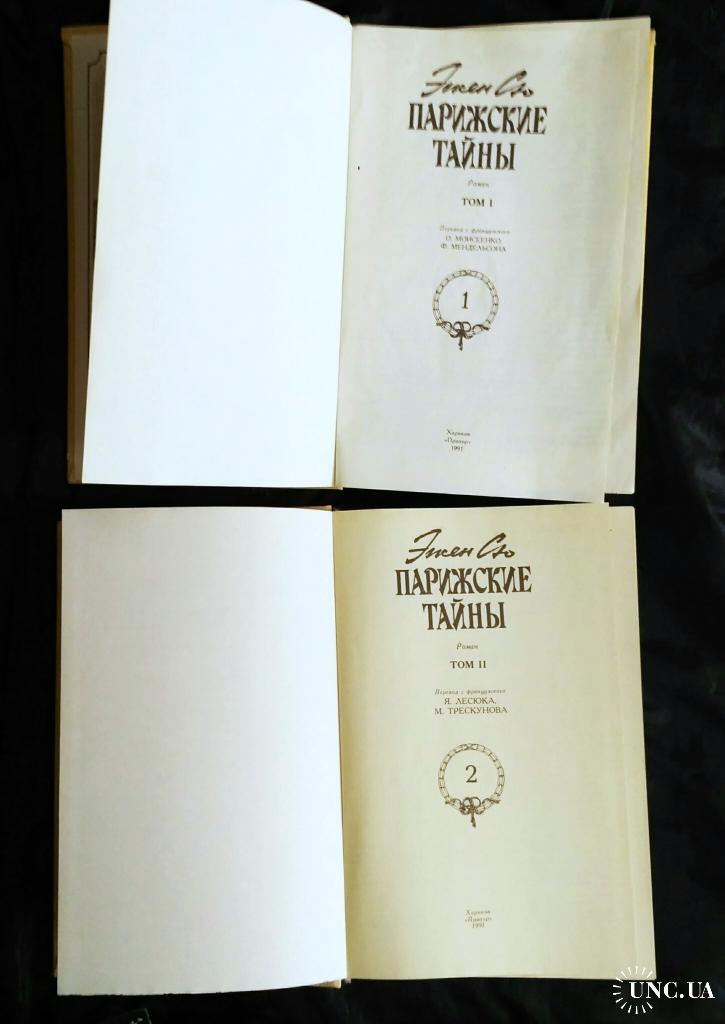 Эжен Сю
ПАРИЖСКИЕ
ТАЙНЫ
Роман
ТОМ I
Перевод с французского
О. МОИСЕЕНКО,
Ф. МЕНДЕЛЬСОНА
1
Харьков
«Прапор»
1991
Эжен Сю
ПАРИЖСКИЕ
ТАЙНЫ
Роман
ТОМ II
Перевод с французского
Я. ЛЕСЮКА,
М. ТРЕСКУНОВА
2
Харьков
«Прапор»
1991
UNC.UA